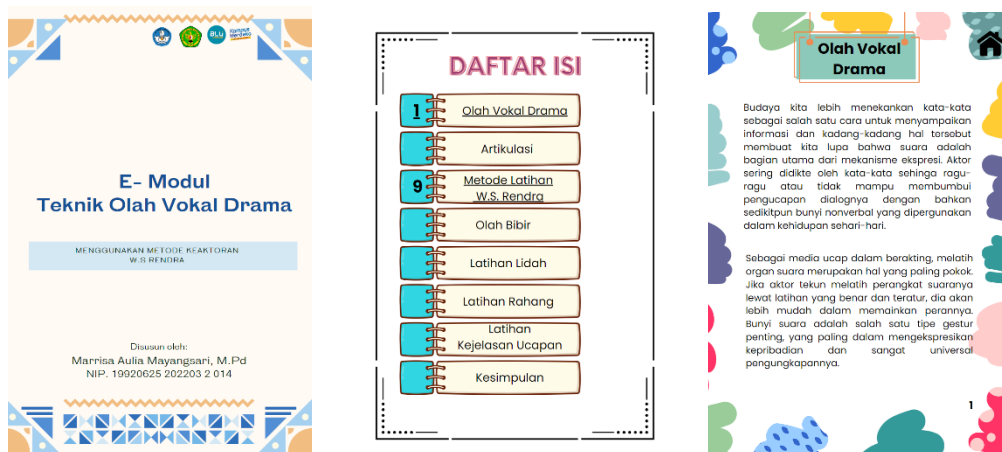 BLU
Kampus
Merdeka
E- Modul
Teknik Olah Vokal Drama
MENGGUNAKAN METODE KEAKTORAN
W.S RENDRA
Disusun oleh:
Marrisa Aulia Mayangsari, M.Pd
NIP. 19920625 202203 2 014
DAFTAR ISI
1 Olah Vokal Drama
Artikulasi
9 Metode Latihan
W.S. Rendra
Olah Bibir
Latihan Lidah
Latihan Rahang
Latihan
Kejelasan Ucapan
Kesimpulan
Olah Vokal
Drama
Budaya kita lebih menekankan kata-kata
sebagai salah satu cara untuk menyampaikan
informasi dan kadang-kadang hal tersebut
membuat kita lupa bahwa suara adalah
bagian utama dari mekanisme ekspresi. Aktor
sering didikte oleh kata-kata sehinga ragu-
ragu atau tidak mampu membumbui
pengucapan dialognya dengan bahkan
sedikitpun bunyi nonverbal yang dipergunakan
dalam kehidupan sehari-hari.
Sebagai media ucap dalam berakting, melatih
organ suara merupakan hal yang paling pokok.
Jika aktor tekun melatih perangkat suaranya
lewat latihan yang benar dan teratur, dia akan
lebih mudah dalam memainkan perannya.
Bunyi suara adalah salah satu tipe gestur
penting, yang paling dalam mengekspresikan
kepribadian dan sangat universal
pengungkapannya.
1